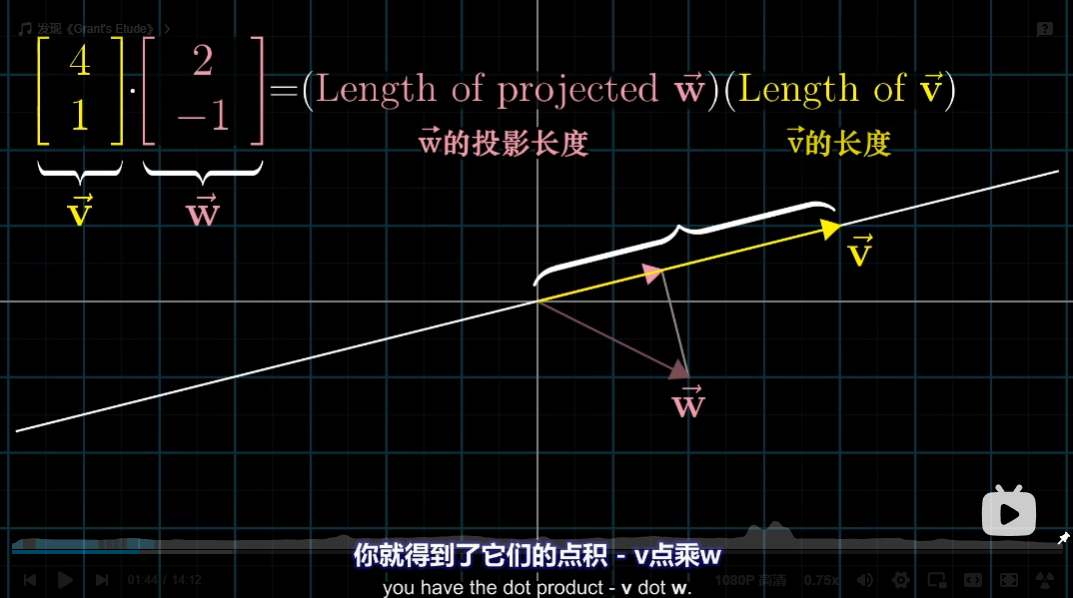 发现《Grant's Etude》 >
[4 1] · [2 −1] =(Length of projected w⃗)(Length of v⃗)
w⃗的投影长度 v⃗的长度
v⃗ w⃗
v⃗
w⃗
你就得到了它们的点积 - v点乘w
01:44 / 14:12 1080P 高清 0.75x
you have the dot product - v dot w.